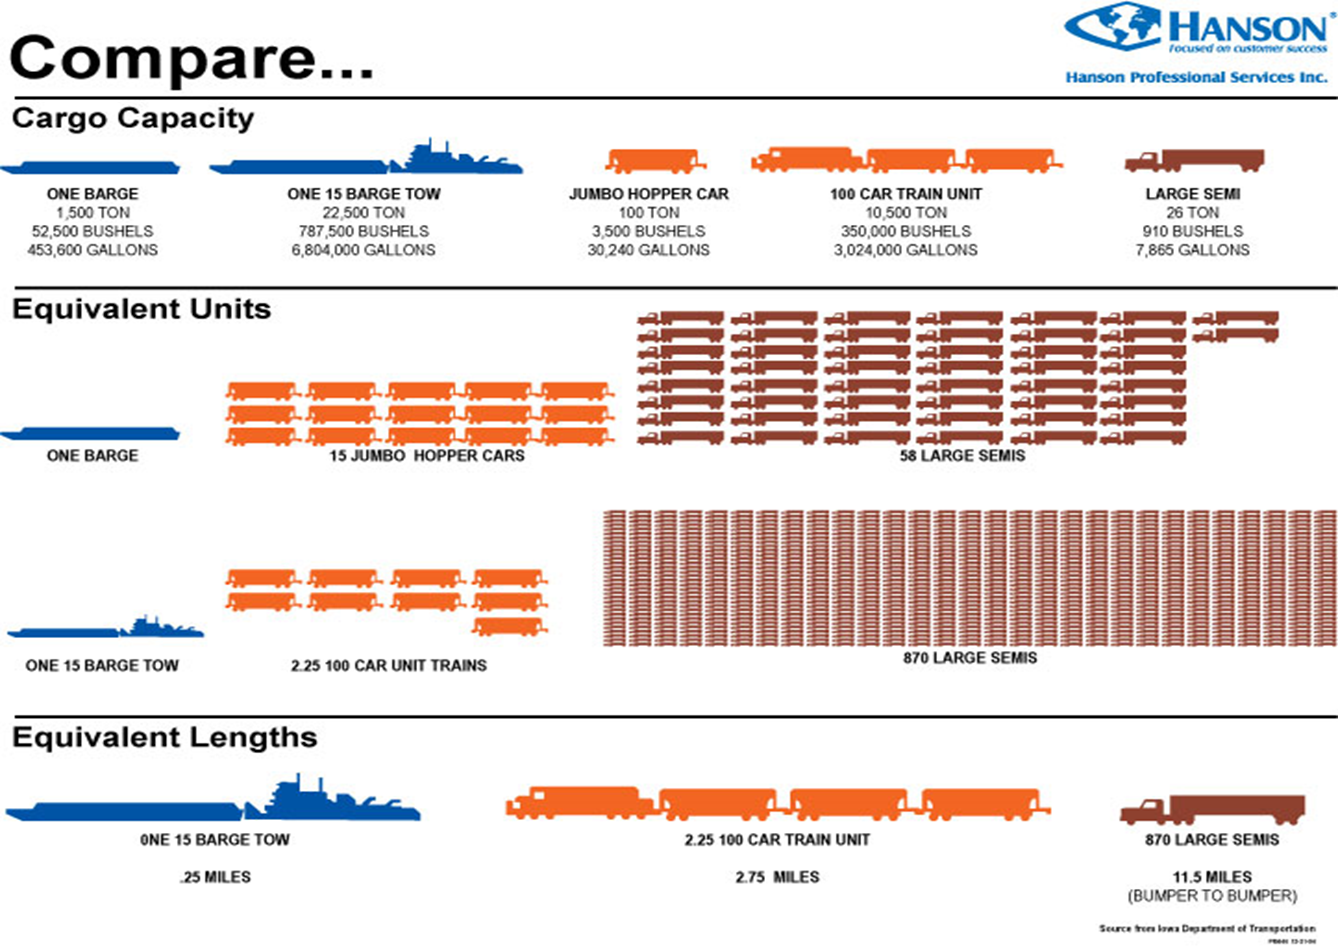 Compare...
HANSON®
Focused on customer success
Hanson Professional Services Inc.
Cargo Capacity
ONE BARGE
1,500 TON
52,500 BUSHELS
453,600 GALLONS
ONE 15 BARGE TOW
22,500 TON
787,500 BUSHELS
6,804,000 GALLONS
JUMBO HOPPER CAR
100 TON
3,500 BUSHELS
30,240 GALLONS
100 CAR TRAIN UNIT
10,500 TON
350,000 BUSHELS
3,024,000 GALLONS
LARGE SEMI
26 TON
910 BUSHELS
7,865 GALLONS
Equivalent Units
ONE BARGE
15 JUMBO HOPPER CARS
58 LARGE SEMIS
ONE 15 BARGE TOW
2.25 100 CAR UNIT TRAINS
870 LARGE SEMIS
Equivalent Lengths
0NE 15 BARGE TOW
.25 MILES
2.25 100 CAR TRAIN UNIT
2.75 MILES
870 LARGE SEMIS
11.5 MILES
(BUMPER TO BUMPER)
Source from Iowa Department of Transportation